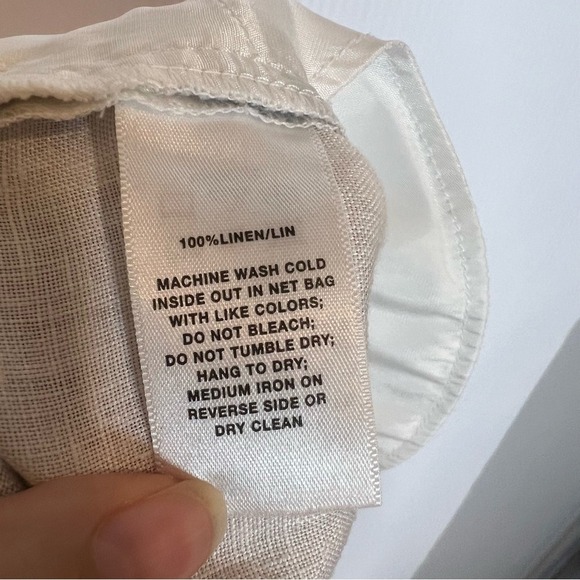 100%LINEN/LIN
MACHINE WASH COLD
INSIDE OUT IN NET BAG
WITH LIKE COLORS;
DO NOT BLEACH;
DO NOT TUMBLE DRY;
HANG TO DRY;
MEDIUM IRON ON
REVERSE SIDE OR
DRY CLEAN